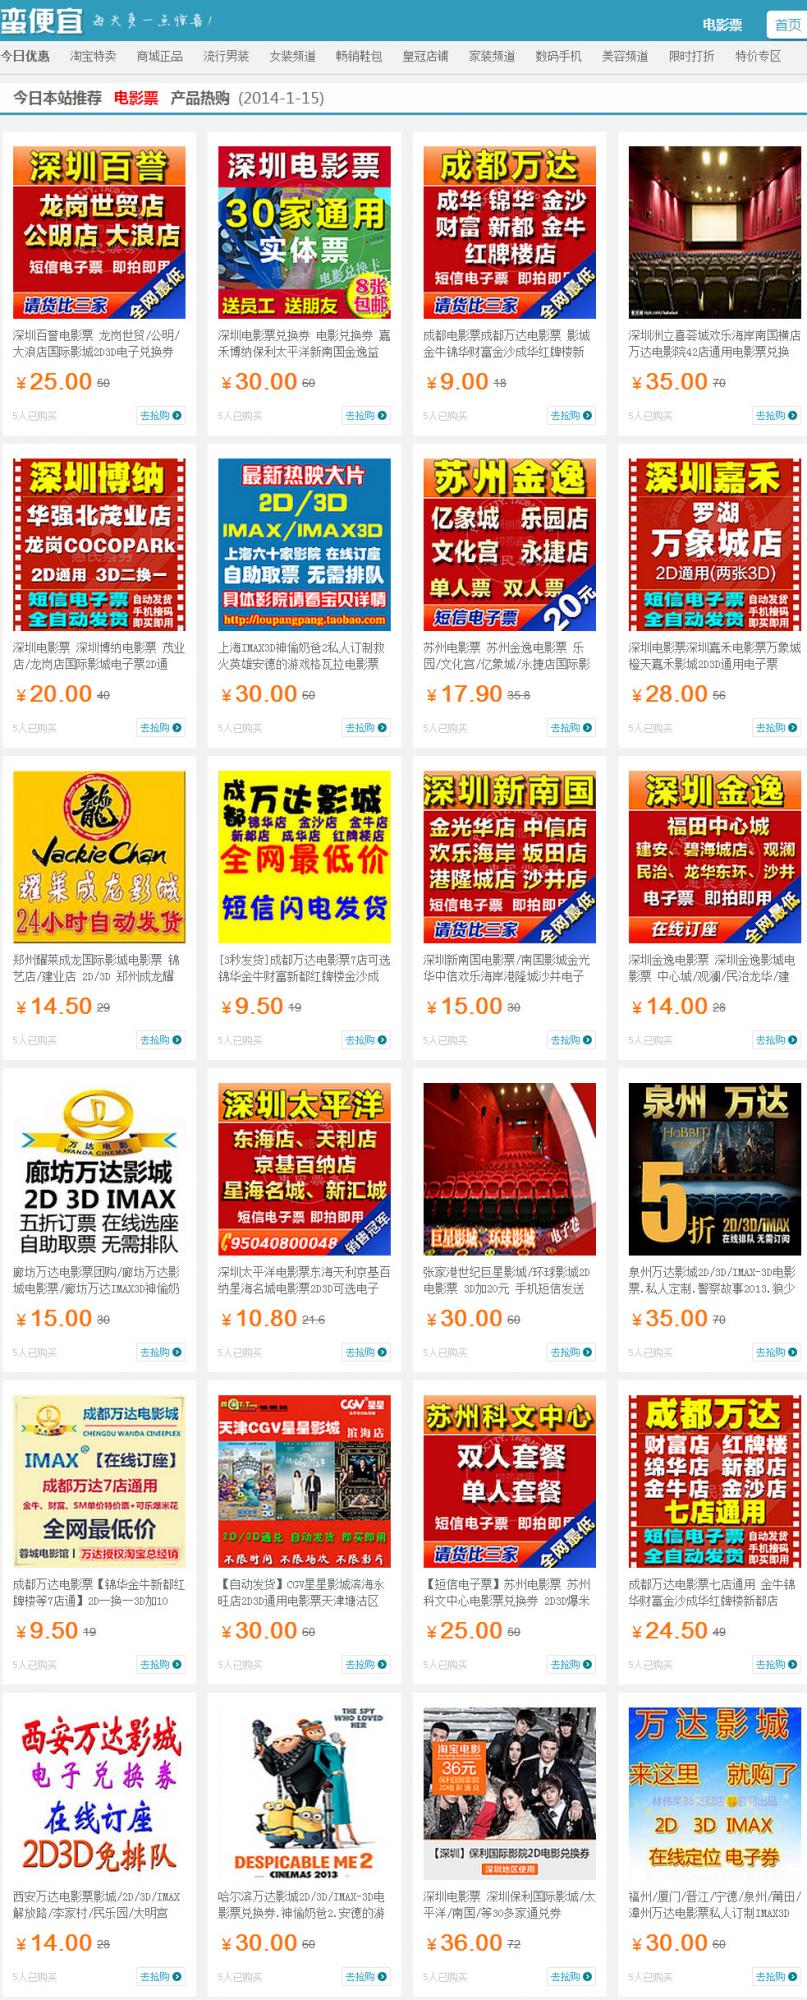 蛮便宜 每天多一点惊喜！ 电影票 首页
今日优惠 淘宝特卖 商城正品 流行男装 女装频道 畅销鞋包 皇冠店铺 家装频道 数码手机 美容频道 限时打折 特价专区
今日本站推荐 电影票 产品热购 (2014-1-15)
深圳百誉
龙岗世贸店
公明店 大浪店
短信电子票 即拍即用
请货比三家 全网最低
深圳百誉电影票 龙岗世贸/公明/
大浪店国际影城2D3D电子兑换券
¥25.00 50
5人已购买 去抢购
深圳电影票
30家通用
实体票
电影兑换卡
8张
包邮
送员工 送朋友
深圳电影票兑换券 电影兑换券 嘉
禾博纳保利太平洋新南国金逸益
¥30.00 60
5人已购买 去抢购
成都万达
成华 锦华 金沙
财富 新都 金牛
红牌楼店
短信电子票 即拍即用
请货比三家 全网最低
成都电影票成都万达电影票 影城
金牛锦华财富金沙成华红牌楼新
¥9.00 18
5人已购买 去抢购
深圳洲立喜荟城欢乐海岸南国横店
万达电影院42店通用电影票兑换
¥35.00 70
5人已购买 去抢购
深圳博纳
华强北茂业店
龙岗COCOPARk
2D通用 3D二换一
短信电子票 自动发货
手机接码
全自动发货 即买即用
深圳电影票 深圳博纳电影票 茂业
店/龙岗店国际影城电子票2D通
¥20.00 40
5人已购买 去抢购
最新热映大片
2D/3D
IMAX/IMAX3D
上海六十家影院 在线订座
自助取票 无需排队
具体影院请看宝贝详情
http://loupangpang.taobao.com
上海IMAX3D神偷奶爸2私人订制救
火英雄安德的游戏格瓦拉电影票
¥30.00 60
5人已购买 去抢购
苏州金逸
亿象城 乐园店
文化宫 永捷店
单人票 双人票
短信电子票 20元
苏州电影票 苏州金逸电影票 乐
园/文化宫/亿象城/永捷店国际影
¥17.90 35.8
5人已购买 去抢购
深圳嘉禾
罗湖
万象城店
2D通用(两张3D)
短信电子票 自动发货
手机接码
全自动发货 即买即用
深圳电影票深圳嘉禾电影票万象城
橙天嘉禾影城2D3D通用电子票
¥28.00 56
5人已购买 去抢购
龍
Jackie Chan
耀莱成龙影城
24小时自动发货
郑州耀莱成龙国际影城电影票 锦
艺店/建业店 2D/3D 郑州成龙耀
¥14.50 29
5人已购买 去抢购
成都万达影城
锦华店 金沙店 金牛店
新都店 成华店 红牌楼店
全网最低价
短信闪电发货
[3秒发货]成都万达电影票7店可选
锦华金牛财富新都红牌楼金沙成
¥9.50 19
5人已购买 去抢购
深圳新南国
金光华店 中信店
欢乐海岸 坂田店
港隆城店 沙井店
短信电子票 即拍即用
请货比三家 全网最低
深圳新南国电影票/南国影城金光
华中信欢乐海岸港隆城沙井电子
¥15.00 30
5人已购买 去抢购
深圳金逸
福田中心城
建安、碧海城店、观澜
民治、龙华东环、沙井
电子票 即拍即用
在线订座 全网最低
深圳金逸电影票 深圳金逸影城电
影票 中心城/观澜/民治龙华/建
¥14.00 28
5人已购买 去抢购
万达电影
WANDA CINEMAS
廊坊万达影城
2D 3D IMAX
五折订票 在线选座
自助取票 无需排队
廊坊万达电影票团购/廊坊万达影
城电影票/廊坊万达IMAX3D神偷奶
¥15.00 30
5人已购买 去抢购
深圳太平洋
东海店、天利店
京基百纳店
星海名城、新汇城
短信电子票 即拍即用
95040800048 销售冠军
深圳太平洋电影票东海天利京基百
纳星海名城电影票2D3D可选电子
¥10.80 21.6
5人已购买 去抢购
巨星影城、环球影城 电子卷
张家港世纪巨星影城/环球影城2D
电影票 3D加20元 手机短信发送
¥30.00 60
5人已购买 去抢购
泉州 万达
HOBBIT
5折 2D/3D/IMAX
在线排队 无需订阅
泉州万达影城2D/3D/IMAX-3D电影
票.私人定制.警察故事2013.狼少
¥35.00 70
5人已购买 去抢购
成都万达电影城
CHENGDU WANDA CINEPLEX
IMAX【在线订座】
成都万达7店通用
金牛、财富、SM单价特价票+可乐爆米花
全网最低价
蓉城电影馆 万达授权淘宝总经销
成都万达电影票【锦华金牛新都红
牌楼等7店通】2D一换一3D加10
¥9.50 19
5人已购买 去抢购
CGV 星星
天津CGV星星影城 滨海店
2D/3D通兑 自动发货 即买即用
不限时间 不限场次 不限影片
【自动发货】CGV星星影城滨海永
旺店2D3D通用电影票天津塘沽区
¥30.00 60
5人已购买 去抢购
苏州科文中心
双人套餐
单人套餐
短信电子票 即拍即用
请货比三家 全网最低
【短信电子票】苏州电影票 苏州
科文中心电影票兑换券 2D3D爆米
¥25.00 50
5人已购买 去抢购
成都万达
财富店 红牌楼
绵华店 新都店
金牛店 金沙店
七店通用
短信电子票 自动发货
手机接码
全自动发货 即买即用
成都万达电影票七店通用 金牛锦
华财富金沙成华红牌楼新都店
¥24.50 49
5人已购买 去抢购
西安万达影城
电子兑换券
在线订座
2D3D免排队
西安万达电影票影城/2D/3D/IMAX
解放路/李家村/民乐园/大明宫
¥14.00 28
5人已购买 去抢购
THE SPY
WHO LOVED
HER
DESPICABLE ME 2
CINEMAS 2013
哈尔滨万达影城2D/3D/IMAX-3D电
影票兑换券.神偷奶爸2.安德的游
¥30.00 60
5人已购买 去抢购
淘宝电影
36元
保利国际影院
2D电影通兑
【深圳】保利国际影院2D电影兑换券
深圳地区使用
深圳电影票 深圳保利国际影城/太
平洋/南国/等30多家通兑券
¥36.00 72
5人已购买 去抢购
万达影城
来这里 就购了
2D 3D IMAX
在线定位 电子券
福州/厦门/晋江/宁德/泉州/莆田/
漳州万达电影票私人订制IMAX3D
¥30.00 60
5人已购买 去抢购